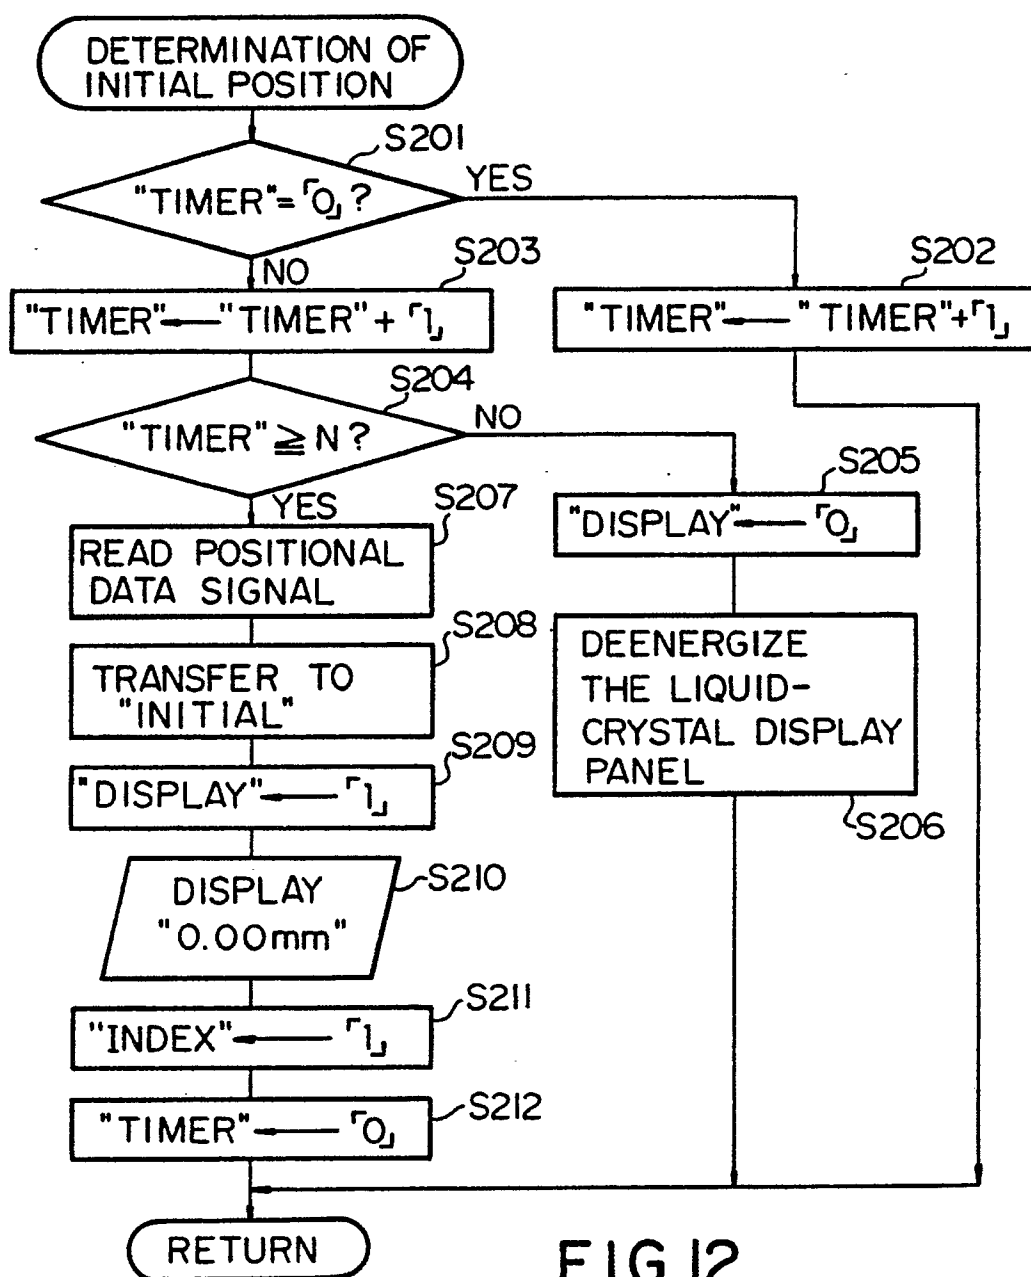 DETERMINATION OF
INITIAL POSITION
S201
"TIMER"=「0」?
YES
NO
S203
"TIMER"←"TIMER"+「1」
S202
"TIMER"←"TIMER"+「1」
S204
"TIMER"≧N?
NO
YES
S205
"DISPLAY"←「0」
S207
READ POSITIONAL
DATA SIGNAL
S208
TRANSFER TO
"INITIAL"
DEENERGIZE
THE LIQUID-
CRYSTAL DISPLAY
PANEL
S206
S209
"DISPLAY"←「1」
S210
DISPLAY
"0.00mm"
S211
"INDEX"←「1」
S212
"TIMER"←「0」
RETURN
FIG.12